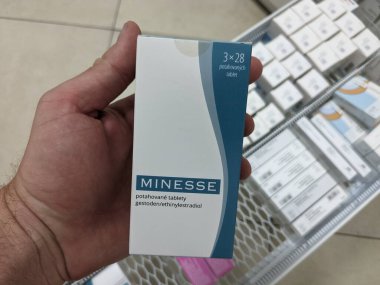 3×28
potahovaných
tablet
MINESSE
potahované tablety
gestoden/ethinylestradiol